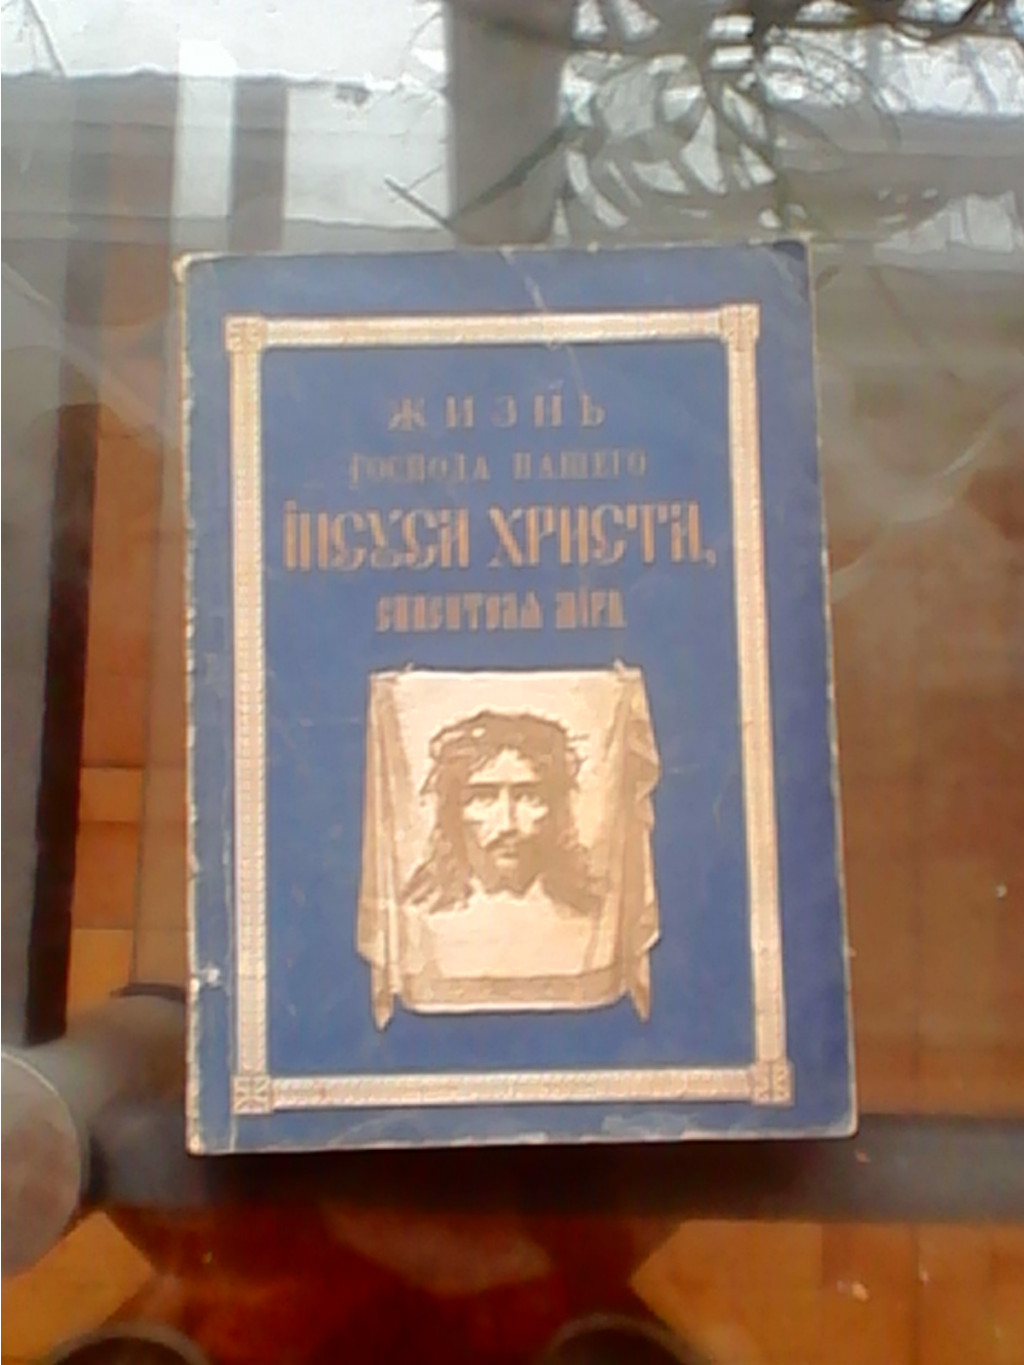 ЖИЗНЬ
ГОСПОДА НАШЕГО
ІИСУСА ХРИСТА,
СПАСИТЕЛЯ МІРА